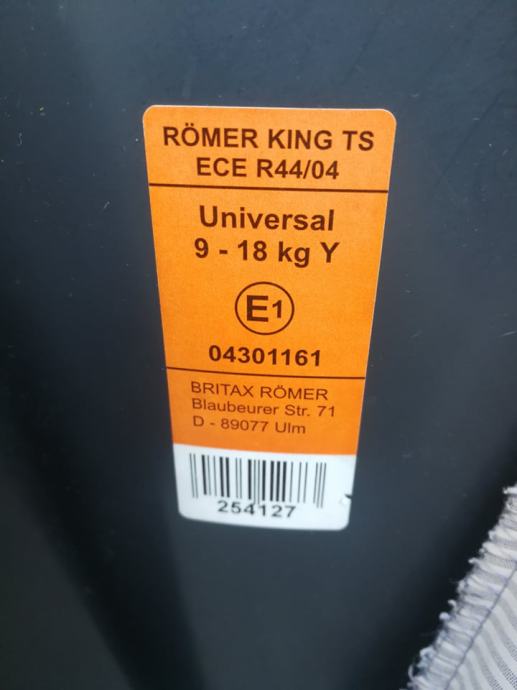 RÖMER KING TS
ECE R44/04
Universal
9 - 18 kg Y
E1
04301161
BRITAX RÖMER
Blaubeurer Str. 71
D - 89077 Ulm
254127